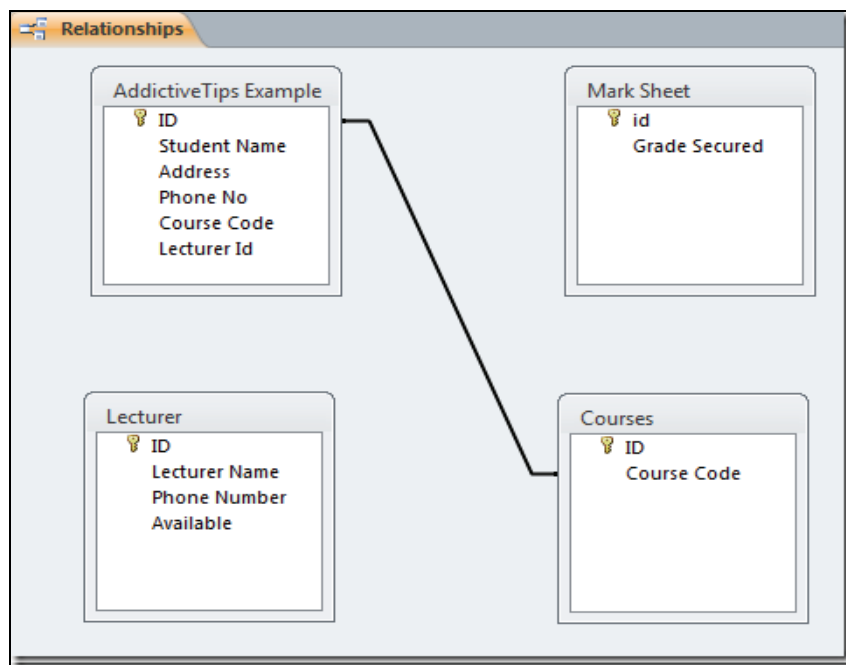 Relationships
AddictiveTips Example
ID
Student Name
Address
Phone No
Course Code
Lecturer Id
Mark Sheet
id
Grade Secured
Lecturer
ID
Lecturer Name
Phone Number
Available
Courses
ID
Course Code